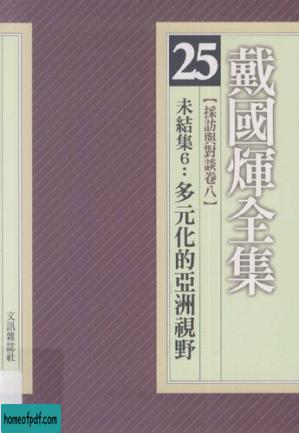 戴國煇全集
25
【採訪與對談卷八】
未結集6：多元化的亞洲視野
文訊雜誌社
homeofpdf.com